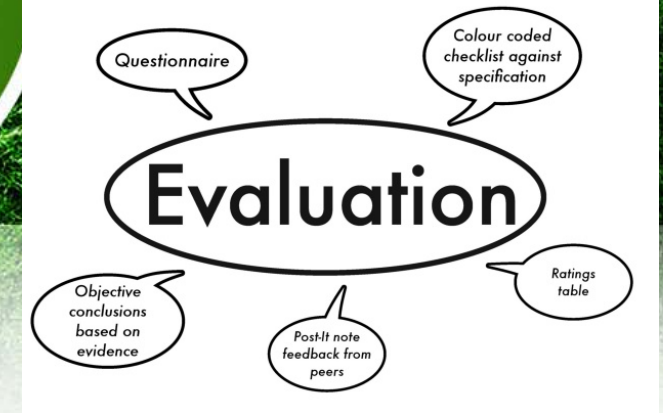 Questionnaire
Colour coded
checklist against
specification
Evaluation
Ratings
table
Objective
conclusions
based on
evidence
Post-It note
feedback from
peers